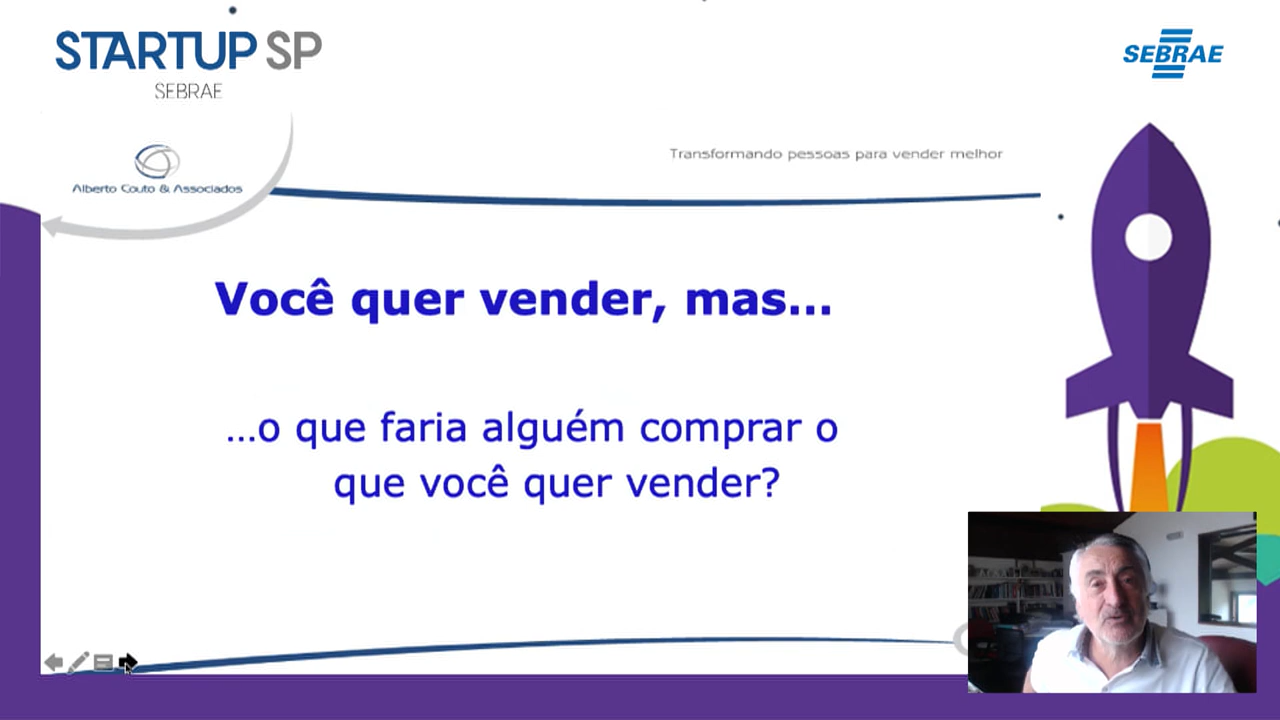 STARTUP SP
SEBRAE
SEBRAE
Alberto Couto & Associados
Transformando pessoas para vender melhor
Você quer vender, mas...
...o que faria alguém comprar o
que você quer vender?